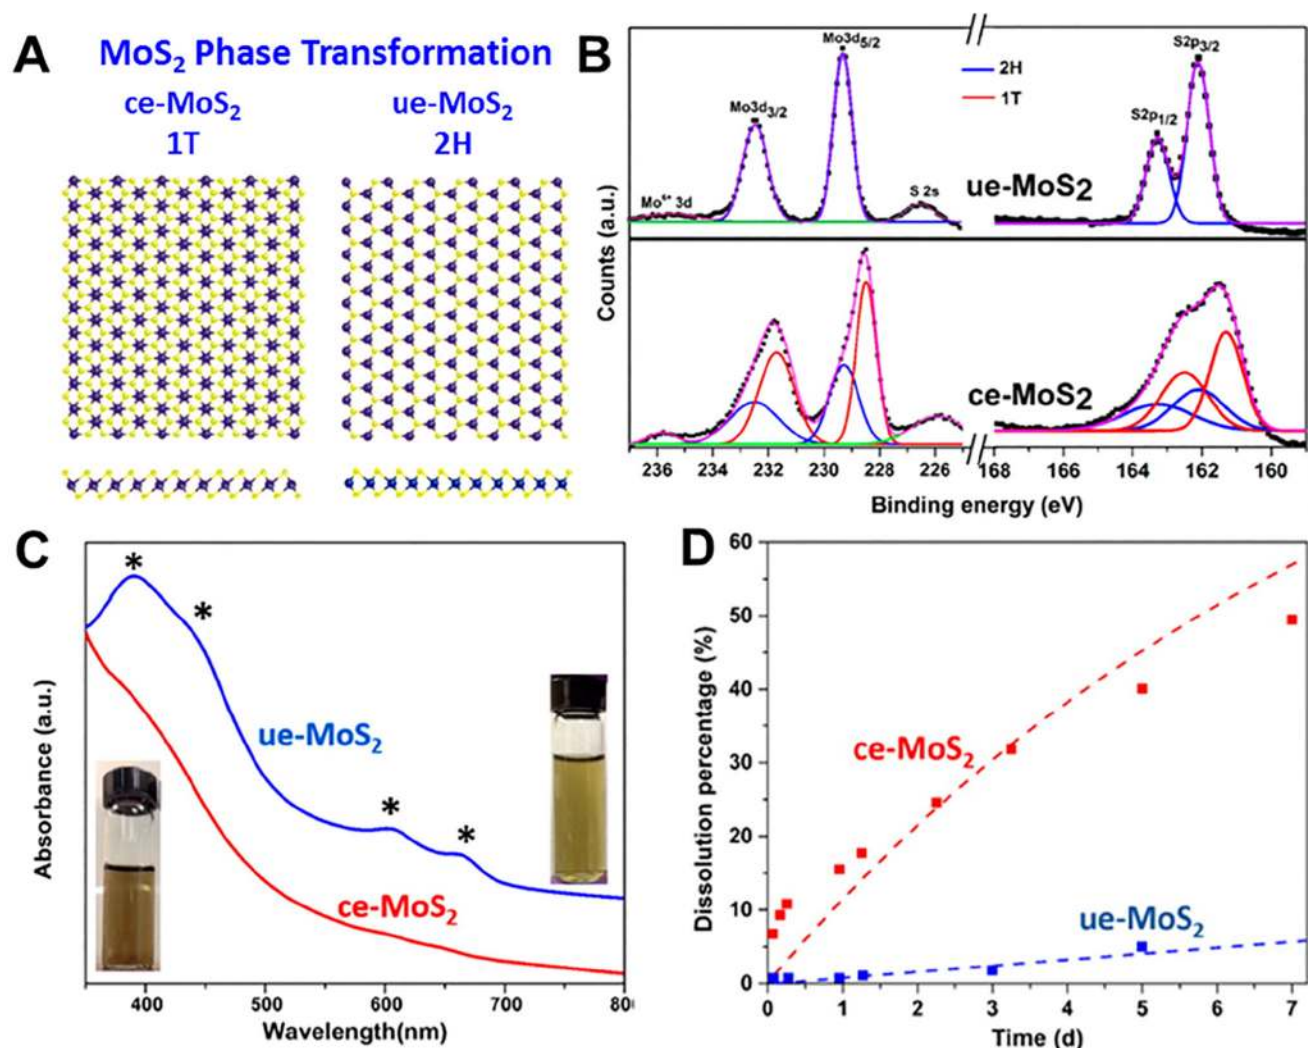 A
MoS₂ Phase Transformation
ce-MoS₂
1T
ue-MoS₂
2H
B
Counts (a.u.)
Mo3d₃/₂
Mo3d₅/₂
Mo⁶⁺ 3d
S 2s
2H
1T
S2p₁/₂
S2p₃/₂
ue-MoS₂
ce-MoS₂
236 234 232 230 228 226 168 166 164 162 160
Binding energy (eV)
C
Absorbance (a.u.)
* * * *
ue-MoS₂
ce-MoS₂
400 500 600 700 80
Wavelength(nm)
D
Dissolution percentage (%)
60
50
40
30
20
10
0
ce-MoS₂
ue-MoS₂
0 1 2 3 4 5 6 7
Time (d)